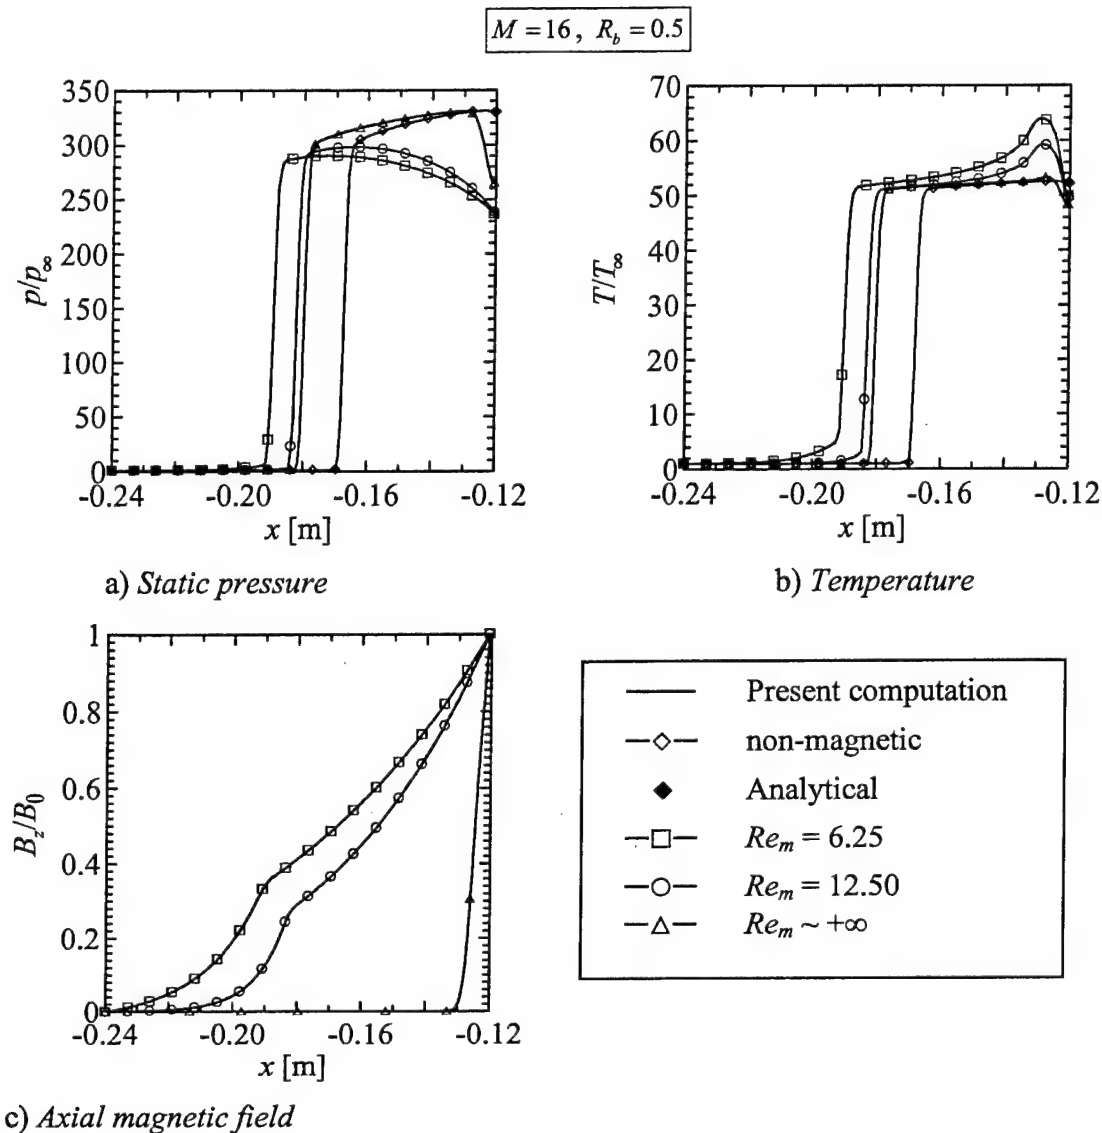 M = 16 , R_b = 0.5
350
300
250
200
150
100
50
0
p/p_∞
-0.24 -0.20 -0.16 -0.12
x [m]
a) Static pressure
70
60
50
40
30
20
10
0
T/T_∞
-0.24 -0.20 -0.16 -0.12
x [m]
b) Temperature
1
0.8
0.6
0.4
0.2
0
B_z/B_0
-0.24 -0.20 -0.16 -0.12
x [m]
c) Axial magnetic field
Present computation
non-magnetic
Analytical
Re_m = 6.25
Re_m = 12.50
Re_m ~ +∞